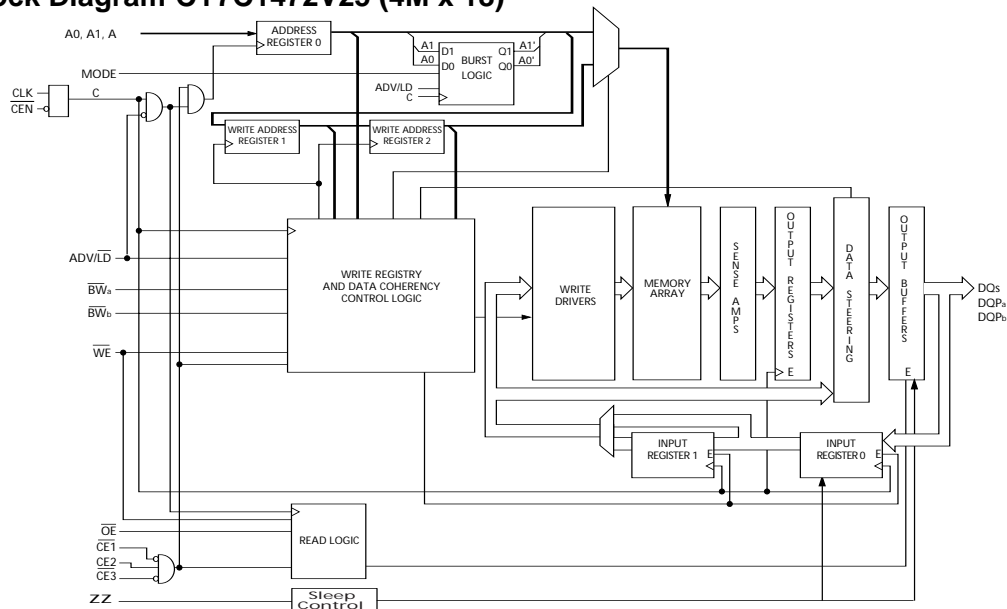 ock Diagram CY7C1472V25 (4M x 18)
A0, A1, A
ADDRESS
REGISTER 0
A1
A0
D1
D0
BURST
LOGIC
Q1
Q0
A1'
A0'
MODE
ADV/LD
C
CLK
CEN
C
WRITE ADDRESS
REGISTER 1
WRITE ADDRESS
REGISTER 2
ADV/LD
BWa
BWb
WE
WRITE REGISTRY
AND DATA COHERENCY
CONTROL LOGIC
WRITE
DRIVERS
MEMORY
ARRAY
SENSE AMPS
OUTPUT REGISTERS
E
DATA STEERING
OUTPUT BUFFERS
E
DQs
DQPa
DQPb
INPUT
REGISTER 1
E
INPUT
REGISTER 0
E
OE
CE1
CE2
CE3
READ LOGIC
ZZ
Sleep
Control